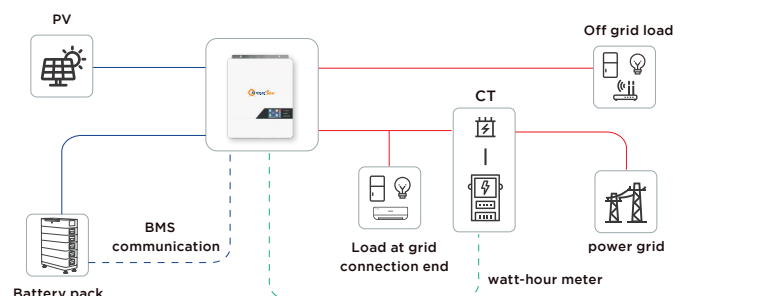 PV
Off grid load
CT
BMS
communication
Load at grid
connection end
power grid
watt-hour meter
Battery pack